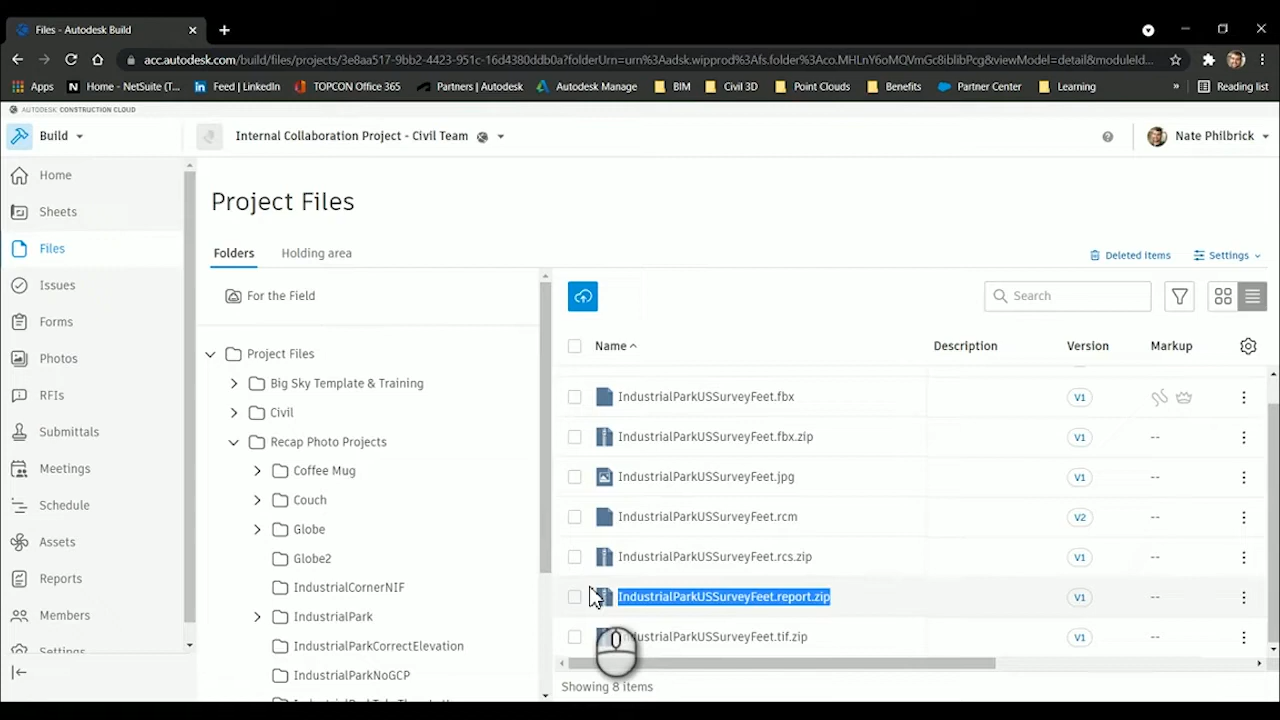 Files - Autodesk Build
acc.autodesk.com/build/files/projects/3e8aa517-9bb2-4423-951c-16d4380ddb0a?folderUrn=urn%3Aadsk.wipprod%3Afs.folder%3Aco.MHLnY6oMQVmGc8iblibPcg&viewModel=detail&moduleId...
Apps
Home - NetSuite (T...
Feed | LinkedIn
TOPCON Office 365
Partners | Autodesk
Autodesk Manage
BIM
Civil 3D
Point Clouds
Benefits
Partner Center
Learning
»
Reading list
AUTODESK CONSTRUCTION CLOUD
Build
Internal Collaboration Project - Civil Team
Nate Philbrick
Home
Sheets
Files
Issues
Forms
Photos
RFIs
Submittals
Meetings
Schedule
Assets
Reports
Members
Settings
Project Files
Folders
Holding area
Deleted items
Settings
For the Field
Project Files
Big Sky Template & Training
Civil
Recap Photo Projects
Coffee Mug
Couch
Globe
Globe2
IndustrialCornerNIF
IndustrialPark
IndustrialParkCorrectElevation
IndustrialParkNoGCP
Search
Name
Description
Version
Markup
IndustrialParkUSSurveyFeet.fbx
V1
IndustrialParkUSSurveyFeet.fbx.zip
V1
--
IndustrialParkUSSurveyFeet.jpg
V1
--
IndustrialParkUSSurveyFeet.rcm
V2
--
IndustrialParkUSSurveyFeet.rcs.zip
V1
--
IndustrialParkUSSurveyFeet.report.zip
V1
--
dustrialParkUSSurveyFeet.tif.zip
V1
--
Showing 8 items